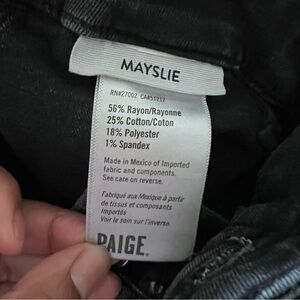 MAYSLIE
RN#27002 CA#51217
56% Rayon/Rayonne
25% Cotton/Coton
18% Polyester
1% Spandex
Made in Mexico of Imported
fabric and components.
See care on reverse.
Fabriqué aux Mexique à partir
de tissus et composants
importés
Voir le soin sur l'inverse.
PAIGE.